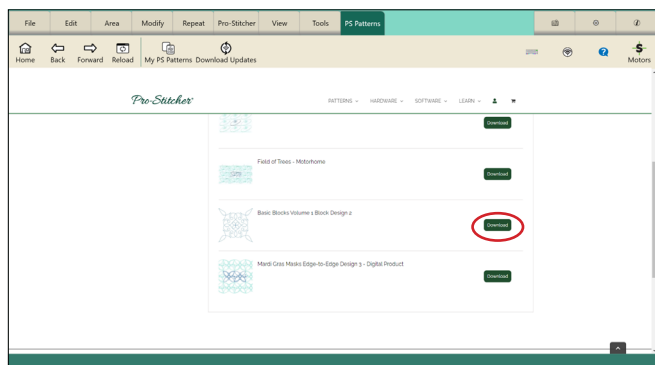 File Edit Area Modify Repeat Pro-Stitcher View Tools PS Patterns
Home Back Forward Reload My PS Patterns Download Updates Motors
Pro-Stitcher PATTERNS HARDWARE SOFTWARE LEARN
Download
Field of Trees - Motorhome
Download
Basic Blocks Volume 1 Block Design 2
Download
Mardi Gras Masks Edge-to-Edge Design 3 - Digital Product
Download